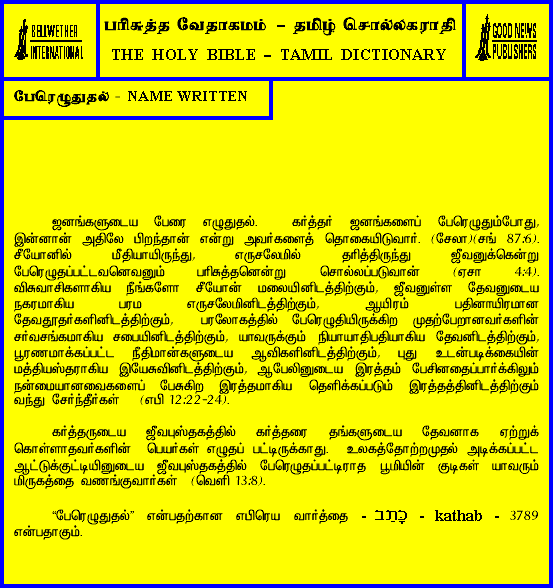 BELLWETHER
INTERNATIONAL
பரிசுத்த வேதாகமம் – தமிழ் சொல்லகராதி
THE HOLY BIBLE – TAMIL DICTIONARY
GOOD NEWS
PUBLISHERS
பேரெழுதுதல் - NAME WRITTEN
ஜனங்களுடைய பேரை எழுதுதல். கர்த்தர் ஜனங்களைப் பேரெழுதும்போது,
இன்னான் அதிலே பிறந்தான் என்று அவர்களைத் தொகையிடுவார். (சேலா)(சங் 87:6).
சீயோனில் மீதியாயிருந்து, எருசலேமில் தரித்திருந்து ஜீவனுக்கென்று
பேரெழுதப்பட்டவனெவனும் பரிசுத்தனென்று சொல்லப்படுவான் (ஏசா 4:4).
விசுவாசிகளாகிய நீங்களோ சீயோன் மலையினிடத்திற்கும், ஜீவனுள்ள தேவனுடைய
நகரமாகிய பரம எருசலேமினிடத்திற்கும், ஆயிரம் பதினாயிரமான
தேவதூதர்களினிடத்திற்கும், பரலோகத்தில் பேரெழுதியிருக்கிற முதற்பேறானவர்களின்
சர்வசங்கமாகிய சபையினிடத்திற்கும், யாவருக்கும் நியாயாதிபதியாகிய தேவனிடத்திற்கும்,
பூரணமாக்கப்பட்ட நீதிமான்களுடைய ஆவிகளினிடத்திற்கும், புது உடன்படிக்கையின்
மத்தியஸ்தராகிய இயேசுவினிடத்திற்கும், ஆபேலினுடைய இரத்தம் பேசினதைப்பார்க்கிலும்
நன்மையானவைகளைப் பேசுகிற இரத்தமாகிய தெளிக்கப்படும் இரத்தத்தினிடத்திற்கும்
வந்து சேர்ந்தீர்கள் (எபி 12:22-24).
கர்த்தருடைய ஜீவபுஸ்தகத்தில் கர்த்தரை தங்களுடைய தேவனாக ஏற்றுக்
கொள்ளாதவர்களின் பெயர்கள் எழுதப் பட்டிருக்காது. உலகத்தோற்றமுதல் அடிக்கப்பட்ட
ஆட்டுக்குட்டியினுடைய ஜீவபுஸ்தகத்தில் பேரெழுதப்பட்டிராத பூமியின் குடிகள் யாவரும்
மிருகத்தை வணங்குவார்கள் (வெளி 13:8).
"பேரெழுதுதல்" என்பதற்கான எபிரெய வார்த்தை - כָּתַב - kathab - 3789
என்பதாகும்.